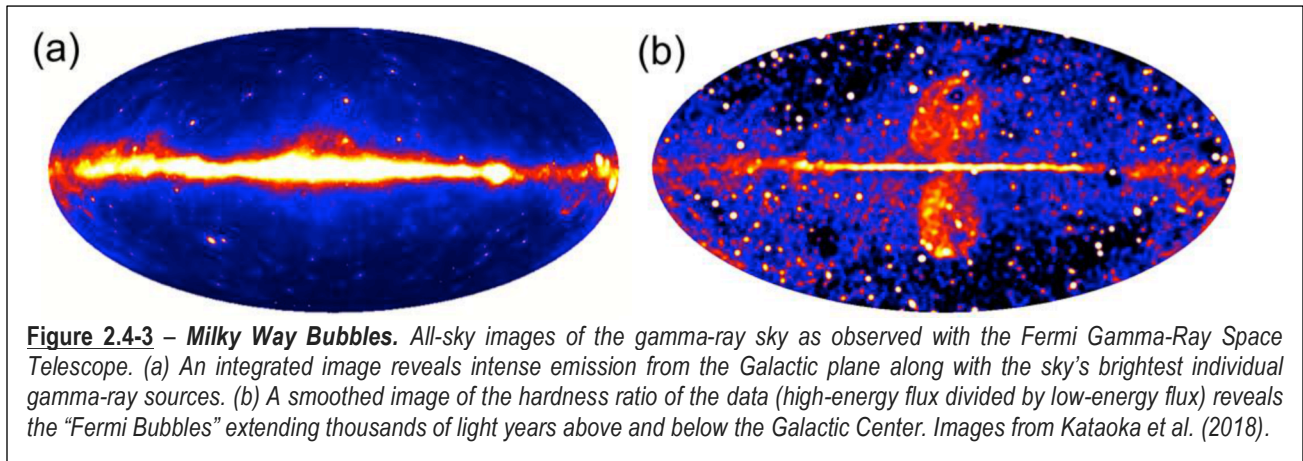 (a)
(b)
Figure 2.4-3 – Milky Way Bubbles. All-sky images of the gamma-ray sky as observed with the Fermi Gamma-Ray Space
Telescope. (a) An integrated image reveals intense emission from the Galactic plane along with the sky’s brightest individual
gamma-ray sources. (b) A smoothed image of the hardness ratio of the data (high-energy flux divided by low-energy flux) reveals
the “Fermi Bubbles” extending thousands of light years above and below the Galactic Center. Images from Kataoka et al. (2018).